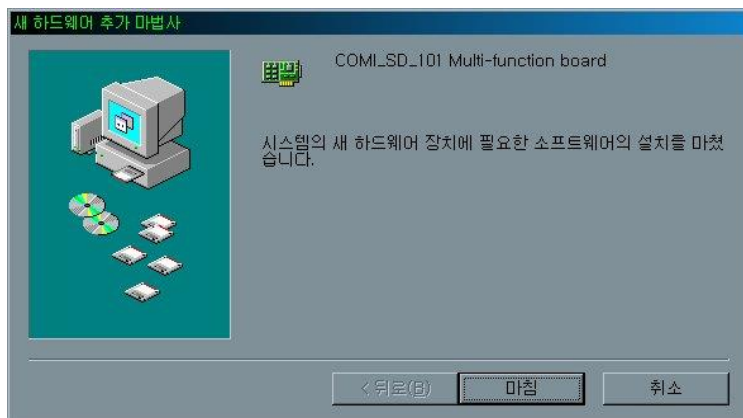 새 하드웨어 추가 마법사
COMI_SD_101 Multi-function board
시스템의 새 하드웨어 장치에 필요한 소프트웨어의 설치를 마쳤
습니다.
< 뒤로(B)
마침
취소